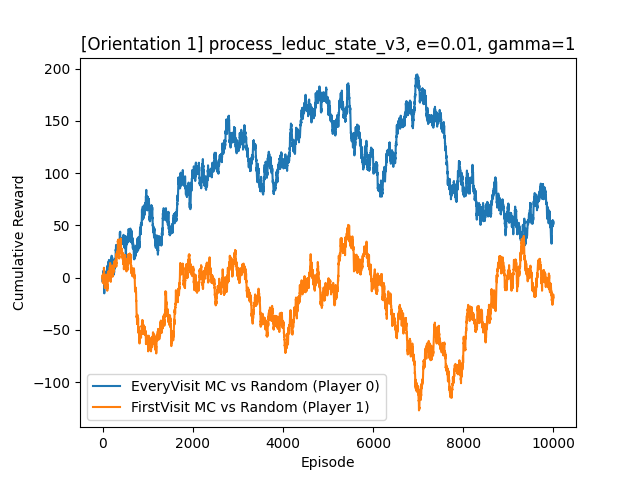 [Orientation 1] process_leduc_state_v3, e=0.01, gamma=1
200
150
100
50
0
−50
−100
Cumulative Reward
EveryVisit MC vs Random (Player 0)
FirstVisit MC vs Random (Player 1)
0 2000 4000 6000 8000 10000
Episode